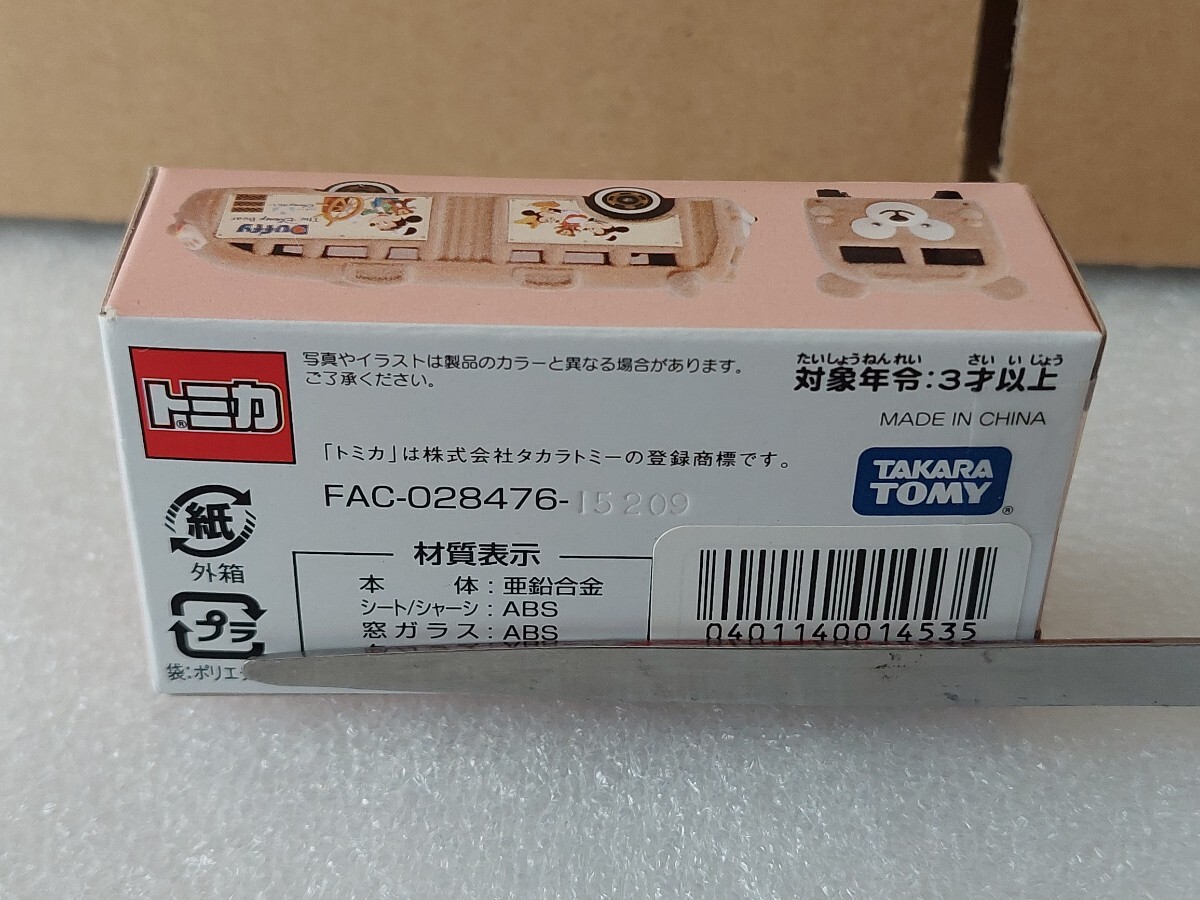 Duffy
The Disney Bear
トミカ®
写真やイラストは製品のカラーと異なる場合があります。
ご了承ください。
たいしょうねんれい さい いじょう
対象年令:3才以上
MADE IN CHINA
「トミカ」は株式会社タカラトミーの登録商標です。
TAKARA
TOMY®
FAC-028476-15209
紙
外箱
プラ
袋:ポリエ
材質表示
本 体:亜鉛合金
シート/シャーシ:ABS
窓ガラス:ABS
0401140014535